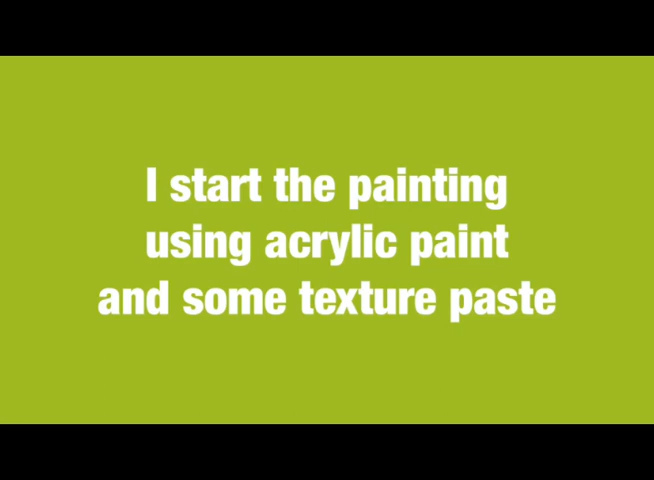 I start the painting
using acrylic paint
and some texture paste